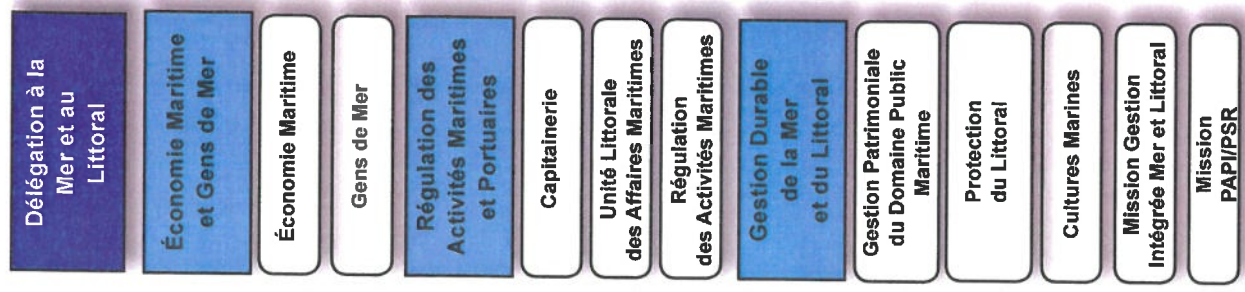 Délégation à la
Mer et au
Littoral
Économie Maritime
et Gens de Mer
Économie Maritime
Gens de Mer
Régulation des
Activités Maritimes
et Portuaires
Capitainerie
Unité Littorale
des Affaires Maritimes
Régulation
des Activités Maritimes
Gestion Durable
de la Mer
et du Littoral
Gestion Patrimoniale
du Domaine Public
Maritime
Protection
du Littoral
Cultures Marines
Mission Gestion
Intégrée Mer et Littoral
Mission
PAPI/PSR